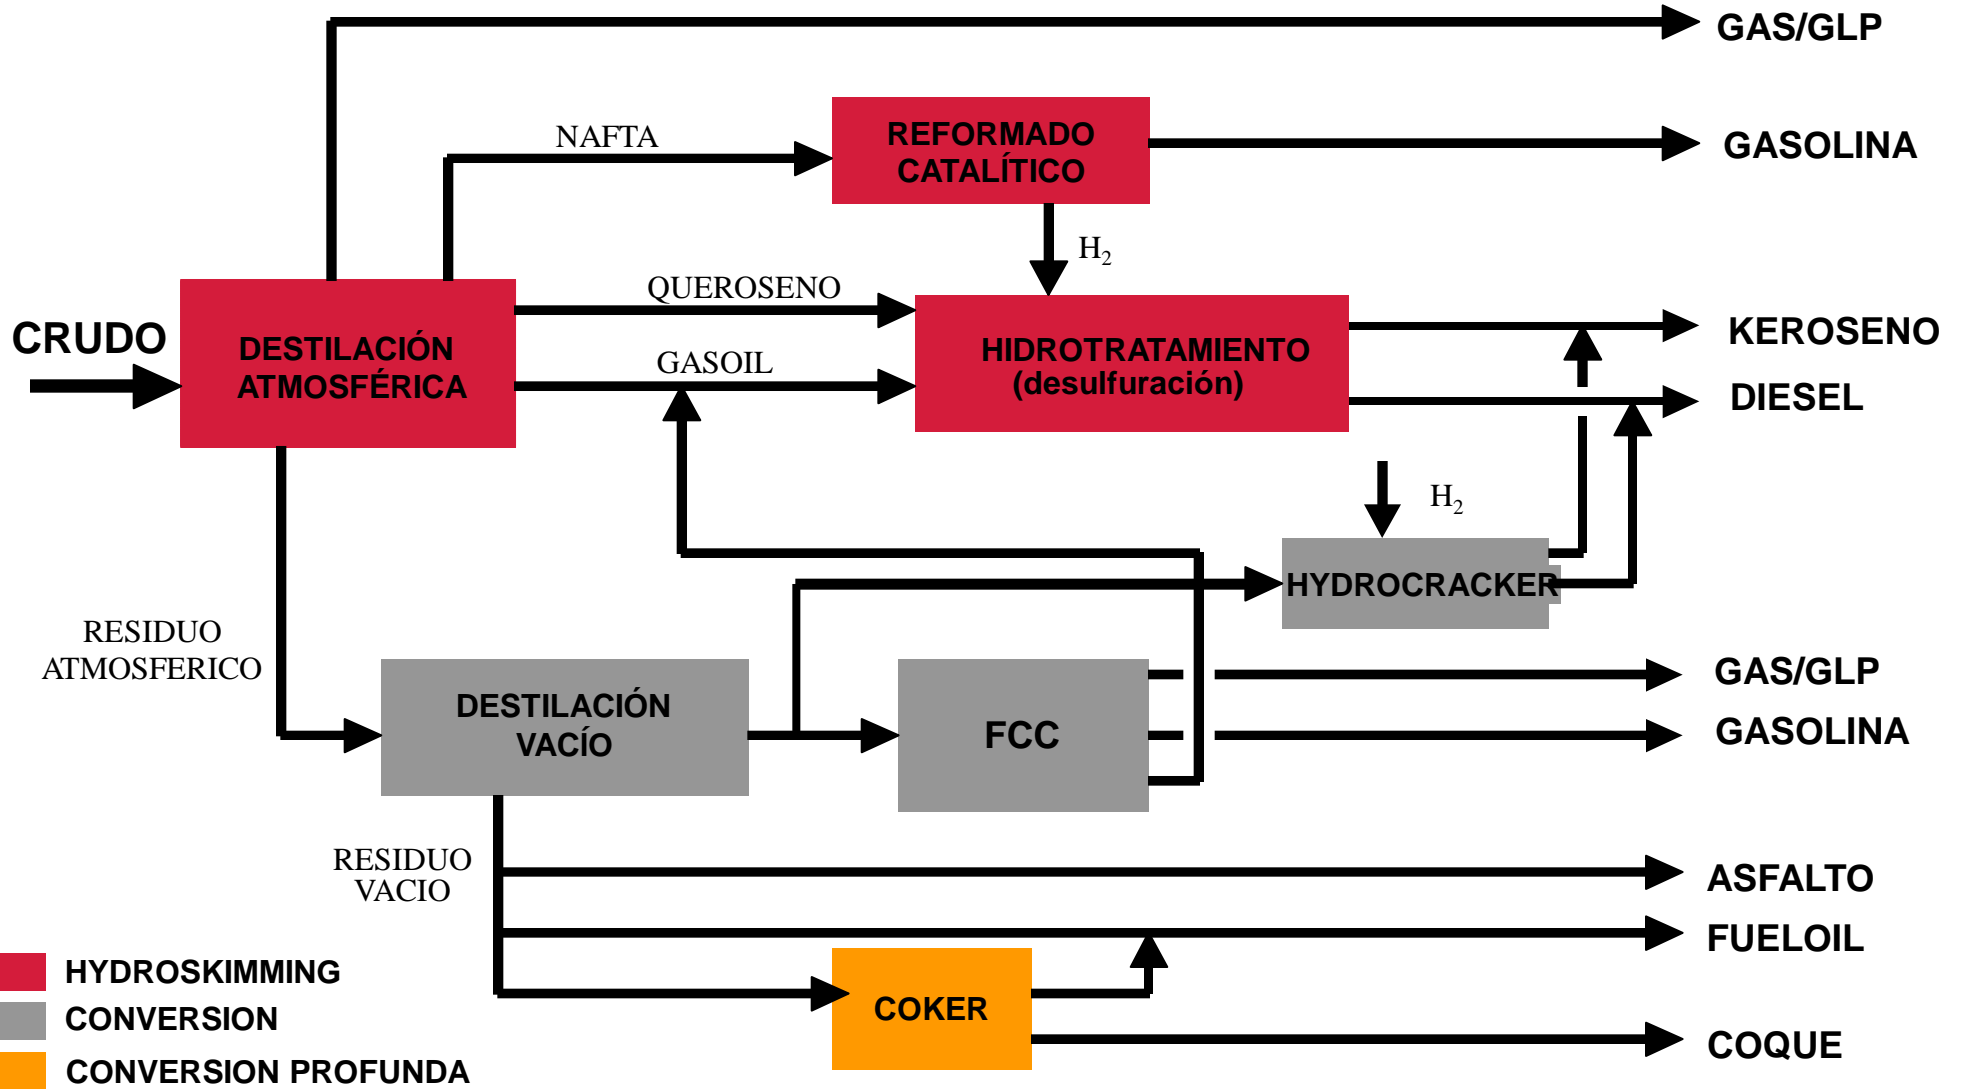 GAS/GLP
NAFTA
REFORMADO
CATALÍTICO
GASOLINA
H₂
QUEROSENO
CRUDO
DESTILACIÓN
ATMOSFÉRICA
GASOIL
HIDROTRATAMIENTO
(desulfuración)
KEROSENO
DIESEL
H₂
HYDROCRACKER
RESIDUO
ATMOSFERICO
DESTILACIÓN
VACÍO
FCC
GAS/GLP
GASOLINA
RESIDUO
VACIO
ASFALTO
FUELOIL
COKER
COQUE
HYDROSKIMMING
CONVERSION
CONVERSION PROFUNDA